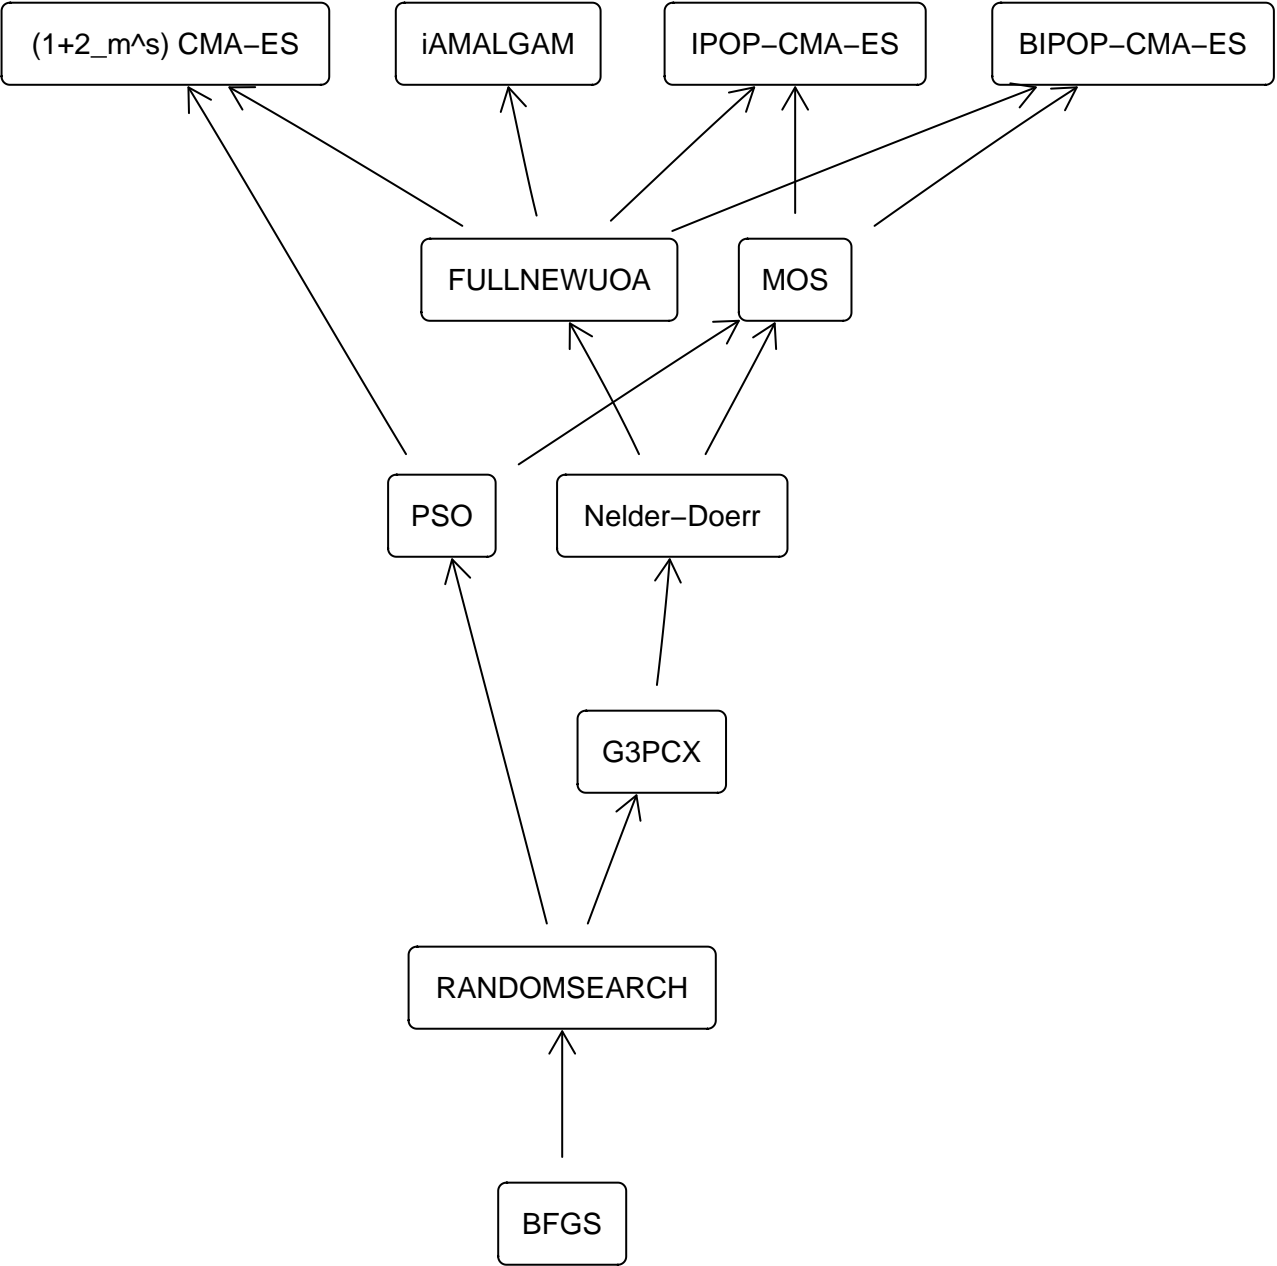 (1+2_m^s) CMA−ES
iAMALGAM
IPOP−CMA−ES
BIPOP−CMA−ES
FULLNEWUOA
MOS
PSO
Nelder−Doerr
G3PCX
RANDOMSEARCH
BFGS